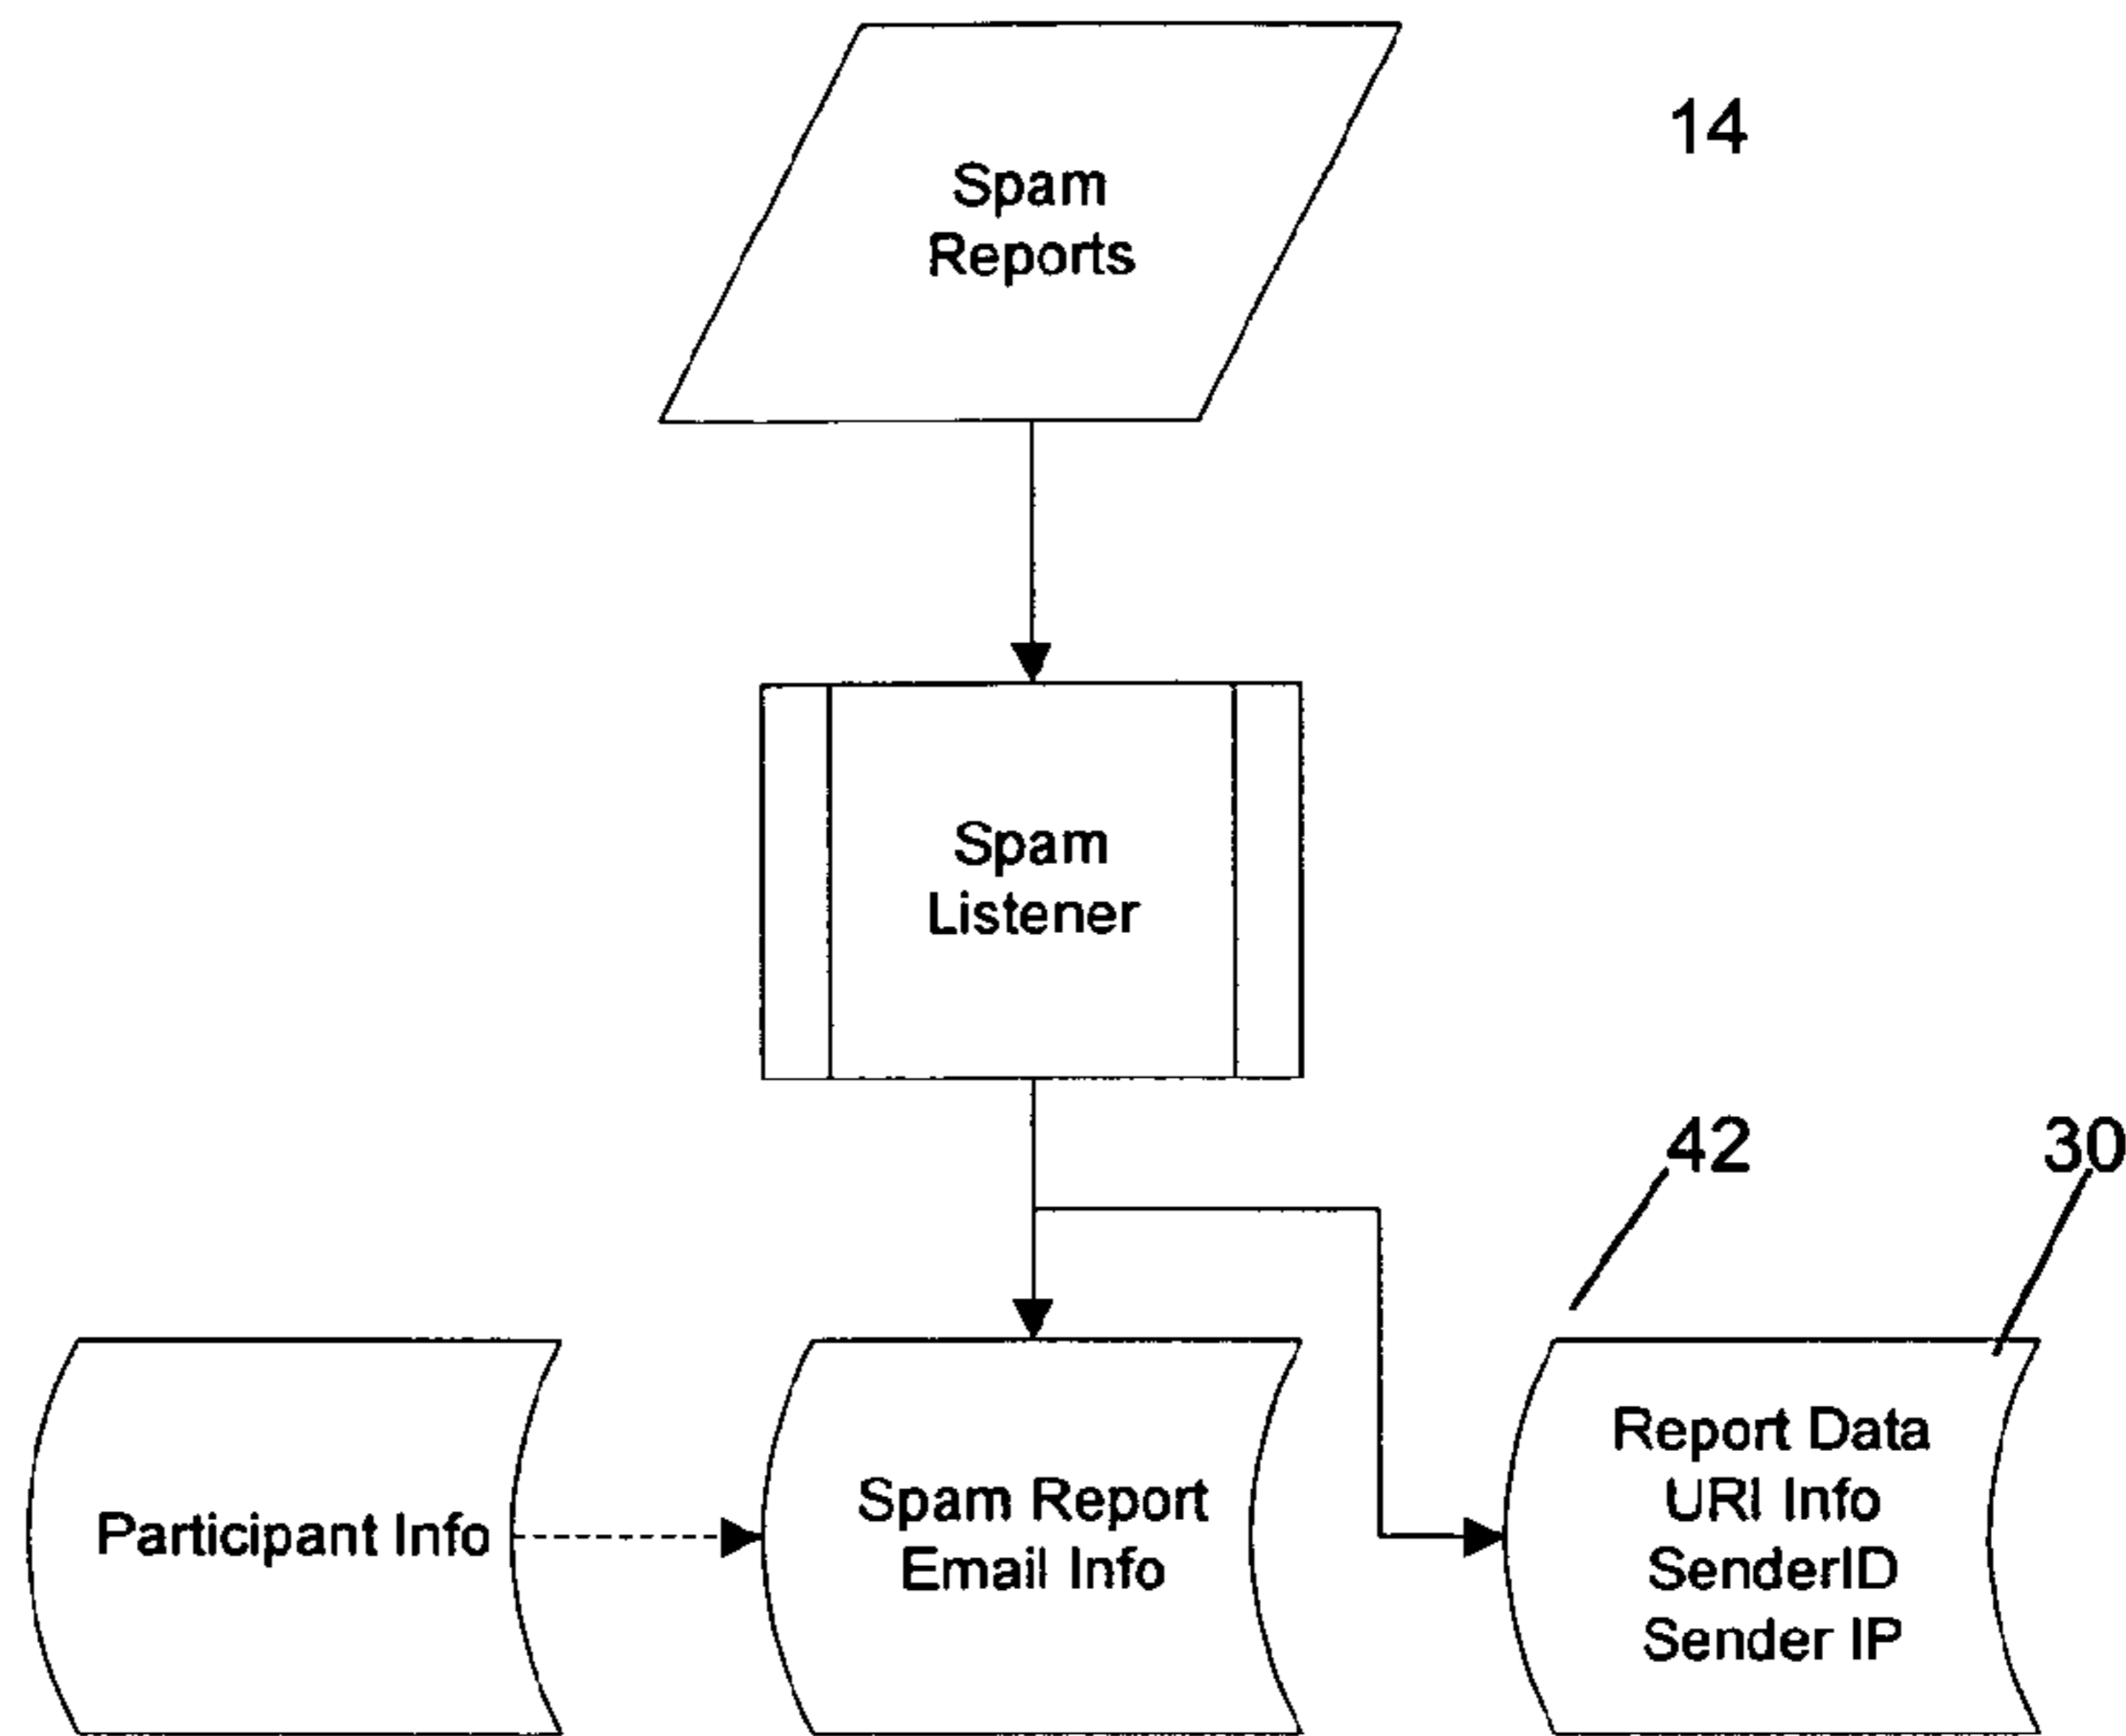 14
Spam
Reports
Spam
Listener
42
30
Participant Info
Spam Report
Email Info
Report Data
URI Info
SenderID
Sender IP